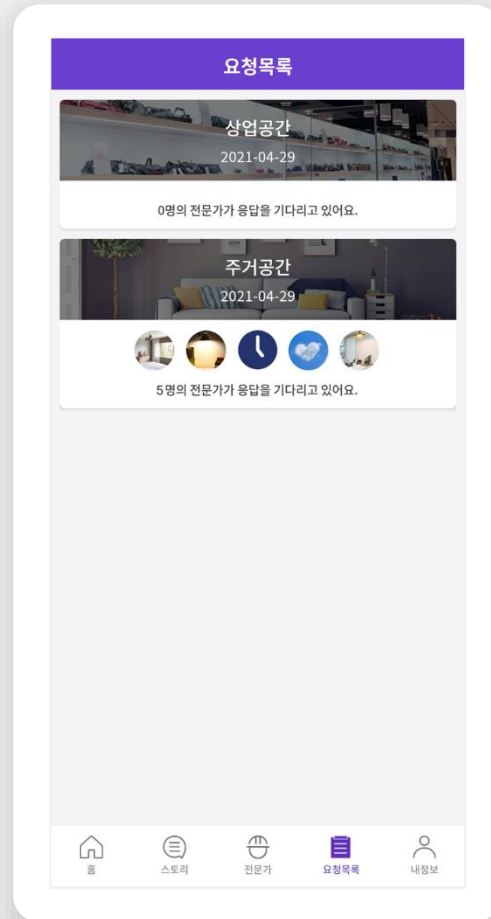 요청목록
상업공간
2021-04-29
0명의 전문가가 응답을 기다리고 있어요.
주거공간
2021-04-29
5명의 전문가가 응답을 기다리고 있어요.
홈
스토리
전문가
요청목록
내정보